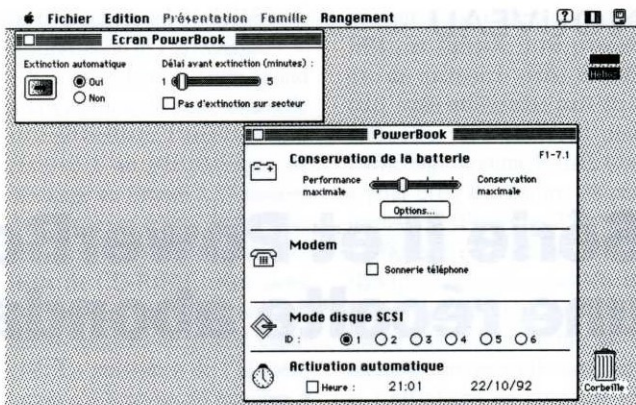 Fichier Edition Présentation Famille Rangement
Ecran PowerBook
Extinction automatique
Oui
Non
Délai avant extinction (minutes) :
1 5
Pas d'extinction sur secteur
PowerBook
Conservation de la batterie
F1-7.1
Performance maximale
Conservation maximale
Options...
Modem
Sonnerie téléphone
Mode disque SCSI
ID : 1 2 3 4 5 6
Activation automatique
Heure : 21:01 22/10/92
Corbeille